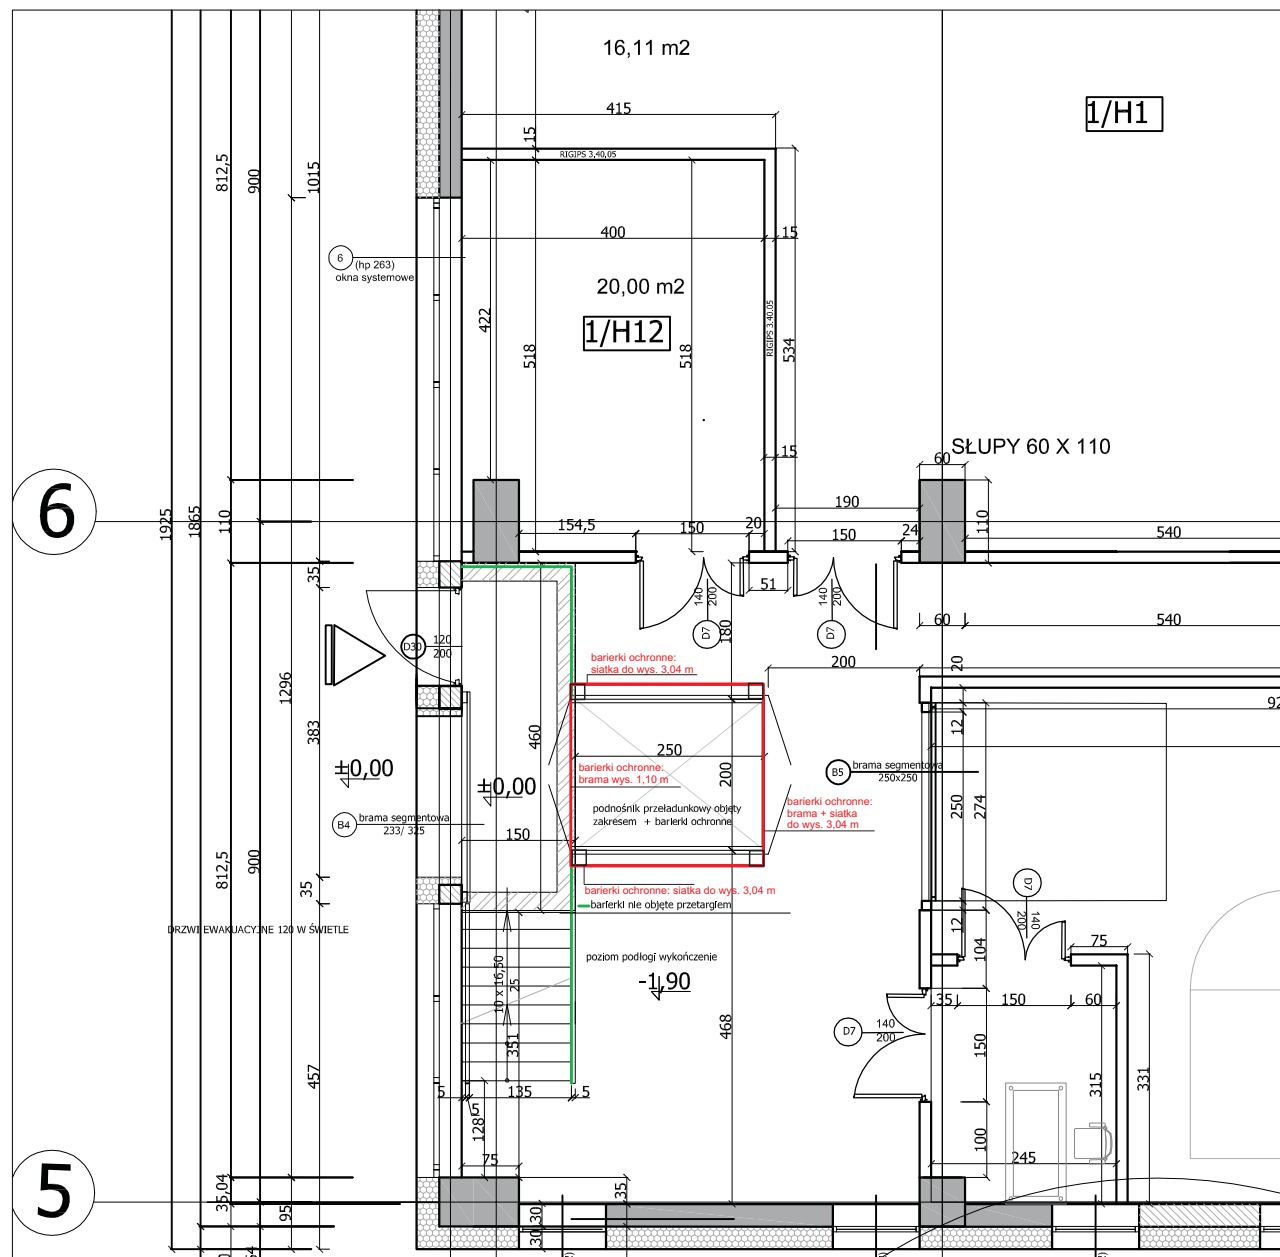 16,11 m2
1/H1
415
15
RIGIPS 3.40.05
812,5
900
1015
400
15
6
(hp 263)
okna systemowe
20,00 m2
1/H12
RIGIPS 3.40.05
422
518
518
534
15
SŁUPY 60 X 110
60
190
6
1925
1865
110
110
154,5
150
20
150
24
540
35
51
140
200
140
200
D7
D7
180
60
540
D30
120
200
barierki ochronne:
siatka do wys. 3,04 m
200
20
1296
383
460
92
12
±0,00
±0,00
250
barierki ochronne:
brama wys. 1,10 m
200
B5
brama segmentowa
250x250
250
274
podnośnik przeładunkowy objęty
zakresem + barierki ochronne
barierki ochronne:
brama + siatka
do wys. 3,04 m
B4
brama segmentowa
233/ 325
150
812,5
900
35
barierki ochronne: siatka do wys. 3,04 m
barierki nie objęte przetargiem
D7
140
200
12
DRZWI EWAKUACYJNE 120 W ŚWIETLE
104
75
poziom podłogi wykończenie
-1,90
10 x 16,50
25
351
468
D7
140
200
35
150
60
150
457
315
331
5
135
5
5
128
100
75
245
5
35,04
95
35
30
30